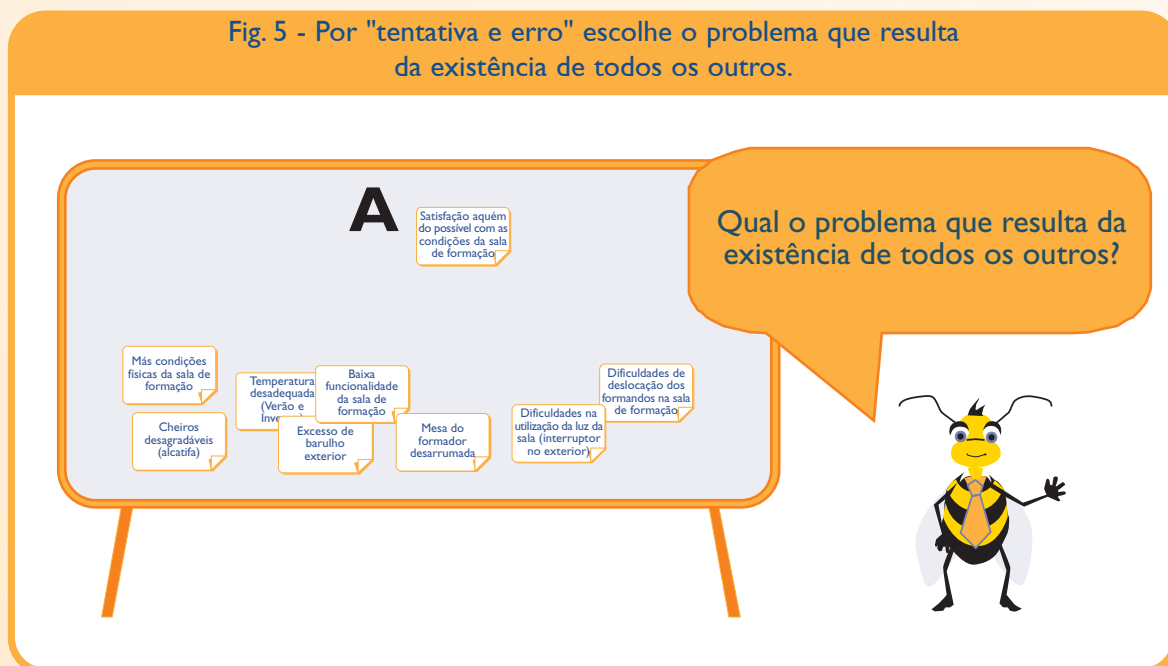 Fig. 5 - Por "tentativa e erro" escolhe o problema que resulta
da existência de todos os outros.
A
Satisfação aquém
do possível com as
condições da sala
de formação
Qual o problema que resulta da
existência de todos os outros?
Más condições
físicas da sala de
formação
Temperatura
desadequada
(Verão e
Baixa
funcionalidade
da sala de
formação
Dificuldades de
deslocação dos
formandos na sala
de formação
Cheiros
desagradáveis
(alcatifa)
Excesso de
barulho
exterior
Mesa do
formador
desarrumada
Dificuldades na
utilização da luz da
sala (interruptor
no exterior)